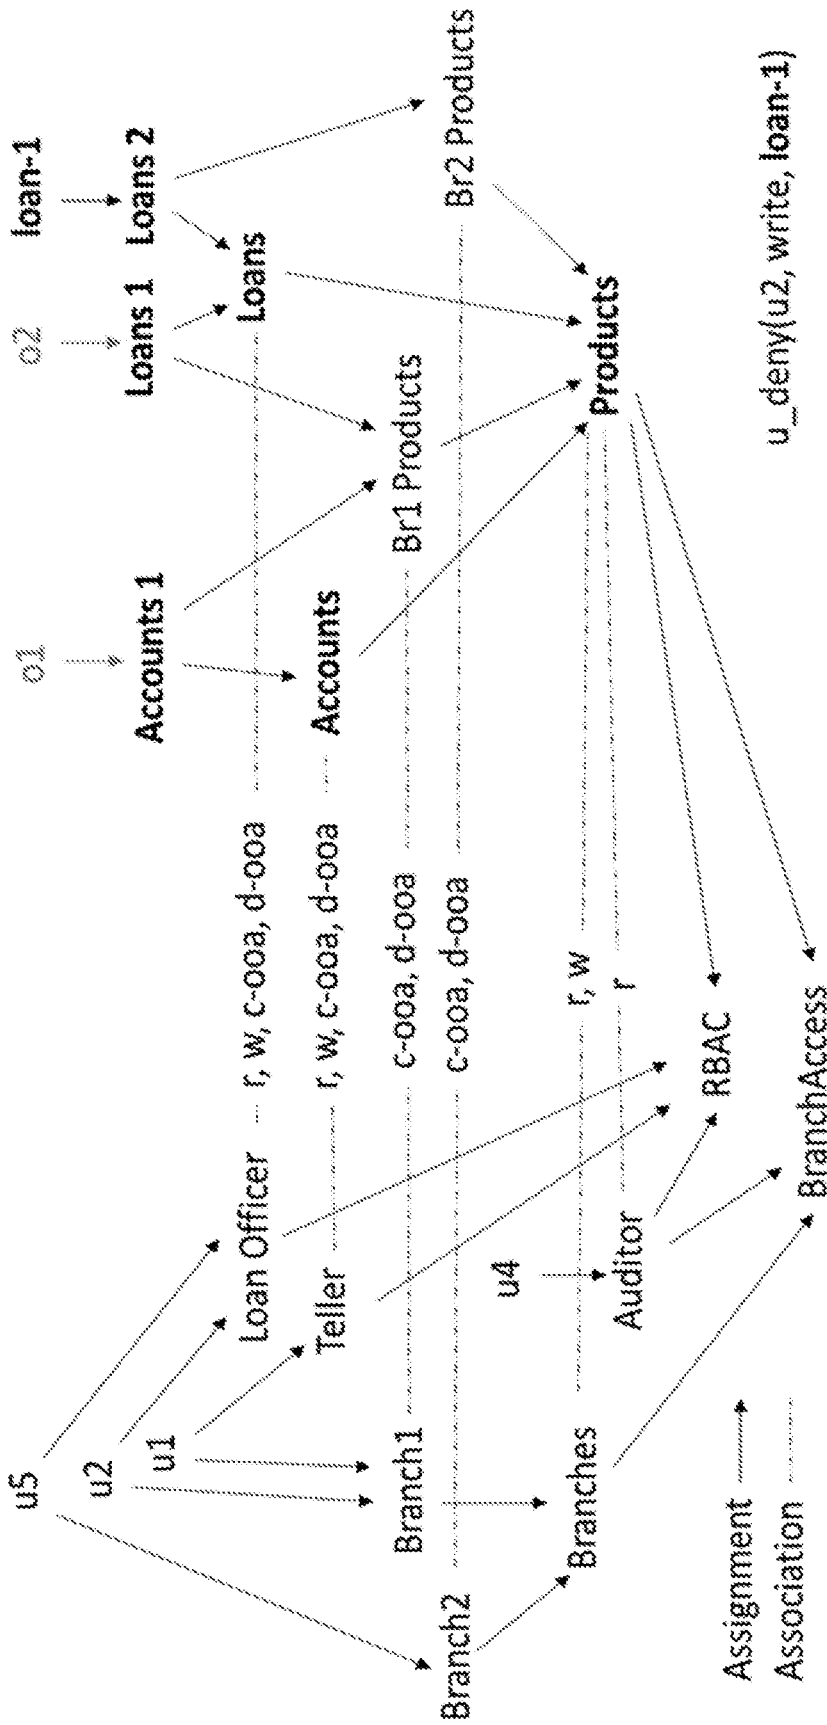 u5
u2
u1
Loan Officer
Teller
Branch1
Branch2
u4
Branches
Auditor
r, w, c-ooa, d-ooa
r, w, c-ooa, d-ooa
c-ooa, d-ooa
c-ooa, d-ooa
r, w
r
RBAC
BranchAccess
o1
o2
loan-1
Accounts 1
Loans 1
Loans 2
Loans
Accounts
Br1 Products
Br2 Products
Products
Assignment
Association
u_deny(u2, write, loan-1)